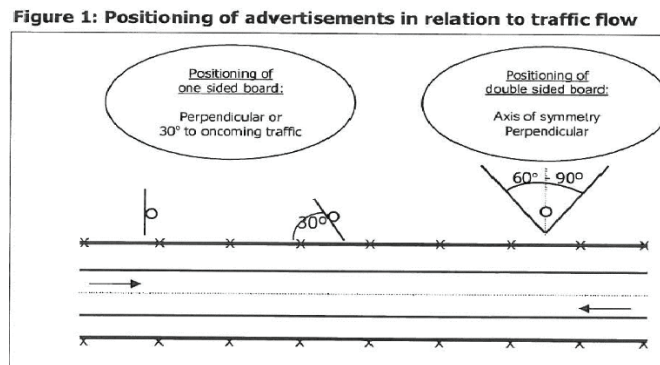 Figure 1: Positioning of advertisements in relation to traffic flow
Positioning of
one sided board:
Perpendicular or
30° to oncoming traffic
Positioning of
double sided board:
Axis of symmetry
Perpendicular
60° - 90°
30°